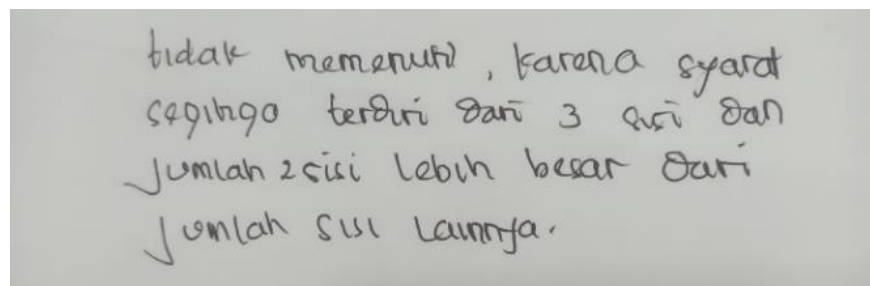 tidak memenuhi, karena syarat
segitiga terdiri dari 3 sisi dan
jumlah 2 sisi lebih besar dari
jumlah sisi lainnya.